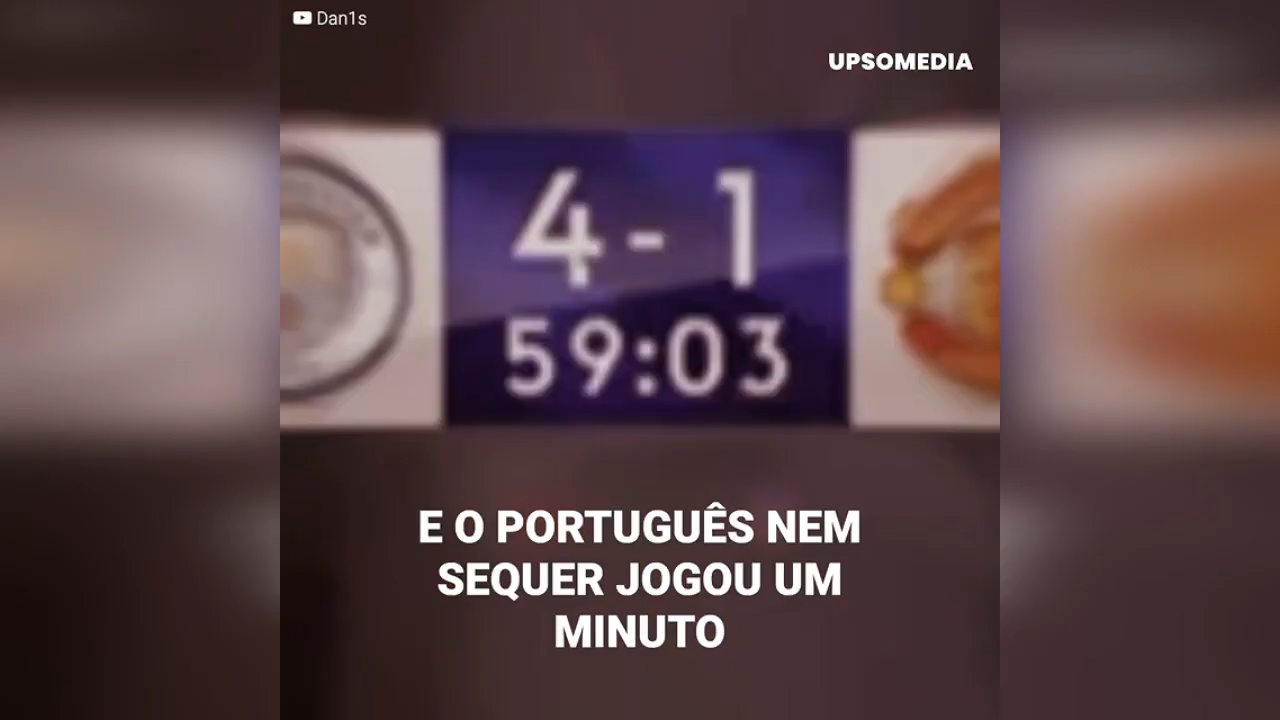 Dan1s
UPSOMEDIA
4 - 1
59:03
E O PORTUGUÊS NEM
SEQUER JOGOU UM
MINUTO